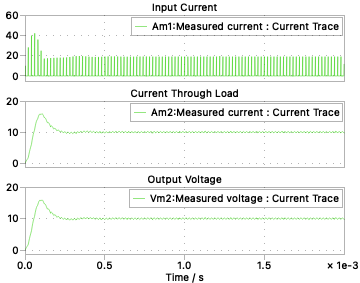 Input Current
60
40
20
0
Am1:Measured current : Current Trace
Current Through Load
20
10
0
Am2:Measured current : Current Trace
Output Voltage
20
10
0
Vm2:Measured voltage : Current Trace
0.0 0.5 1.0 1.5 × 1e-3
Time / s